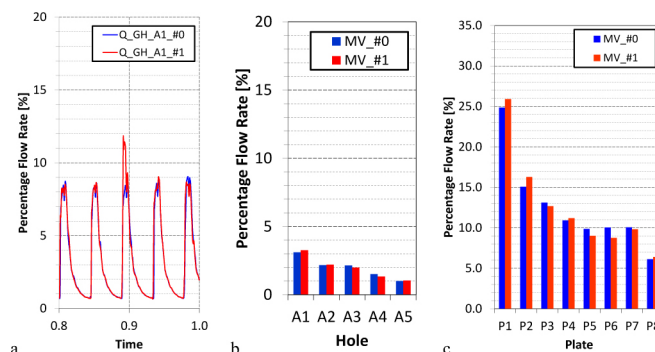 20
15
10
5
0
Percentage Flow Rate [%]
Q_GH_A1_#0
Q_GH_A1_#1
0.8 0.9 1.0
Time
a
20
15
10
5
0
Percentage Flow Rate [%]
MV_#0
MV_#1
A1 A2 A3 A4 A5
Hole
b
35.0
30.0
25.0
20.0
15.0
10.0
5.0
0.0
Percentage Flow Rate [%]
MV_#0
MV_#1
P1 P2 P3 P4 P5 P6 P7 P8
Plate
c